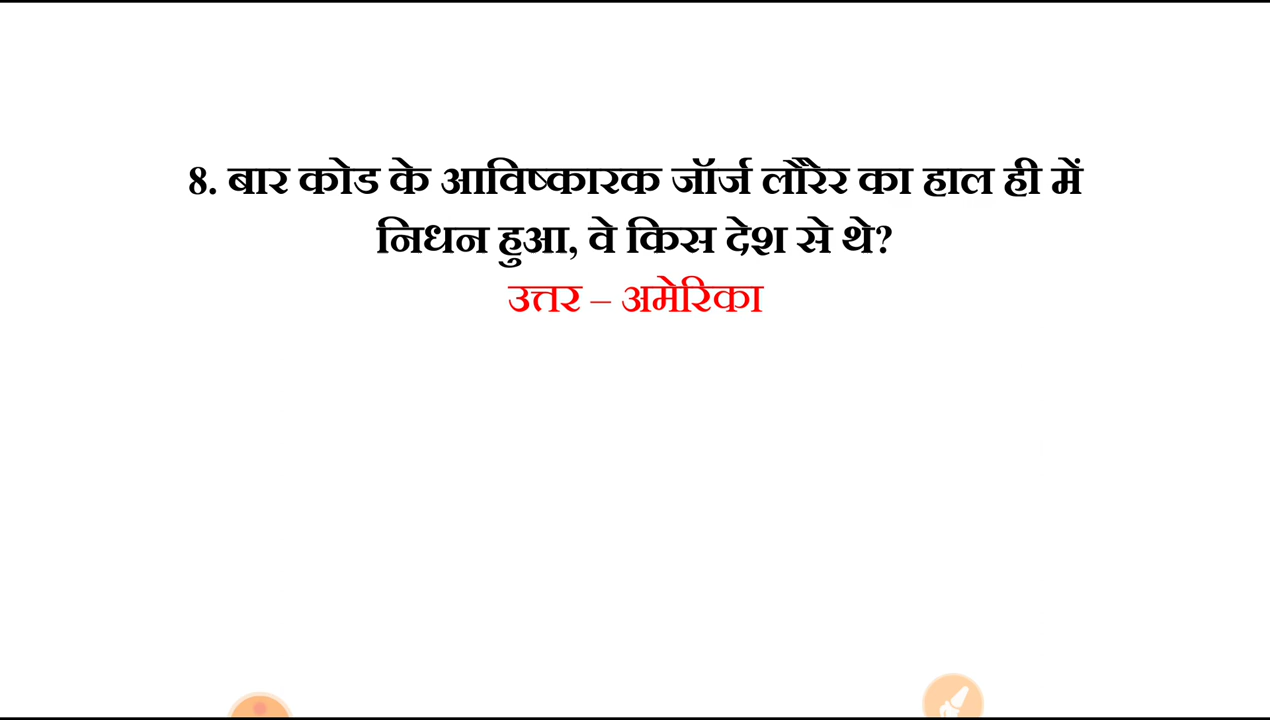 8. बार कोड के आविष्कारक जॉर्ज लौरेर का हाल ही में
निधन हुआ, वे किस देश से थे?
उत्तर – अमेरिका